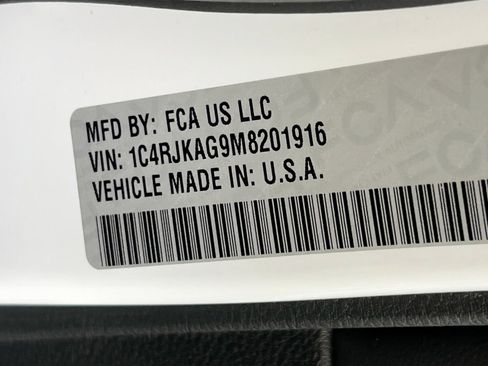 MFD BY: FCA US LLC
VIN: 1C4RJKAG9M8201916
VEHICLE MADE IN: U.S.A.